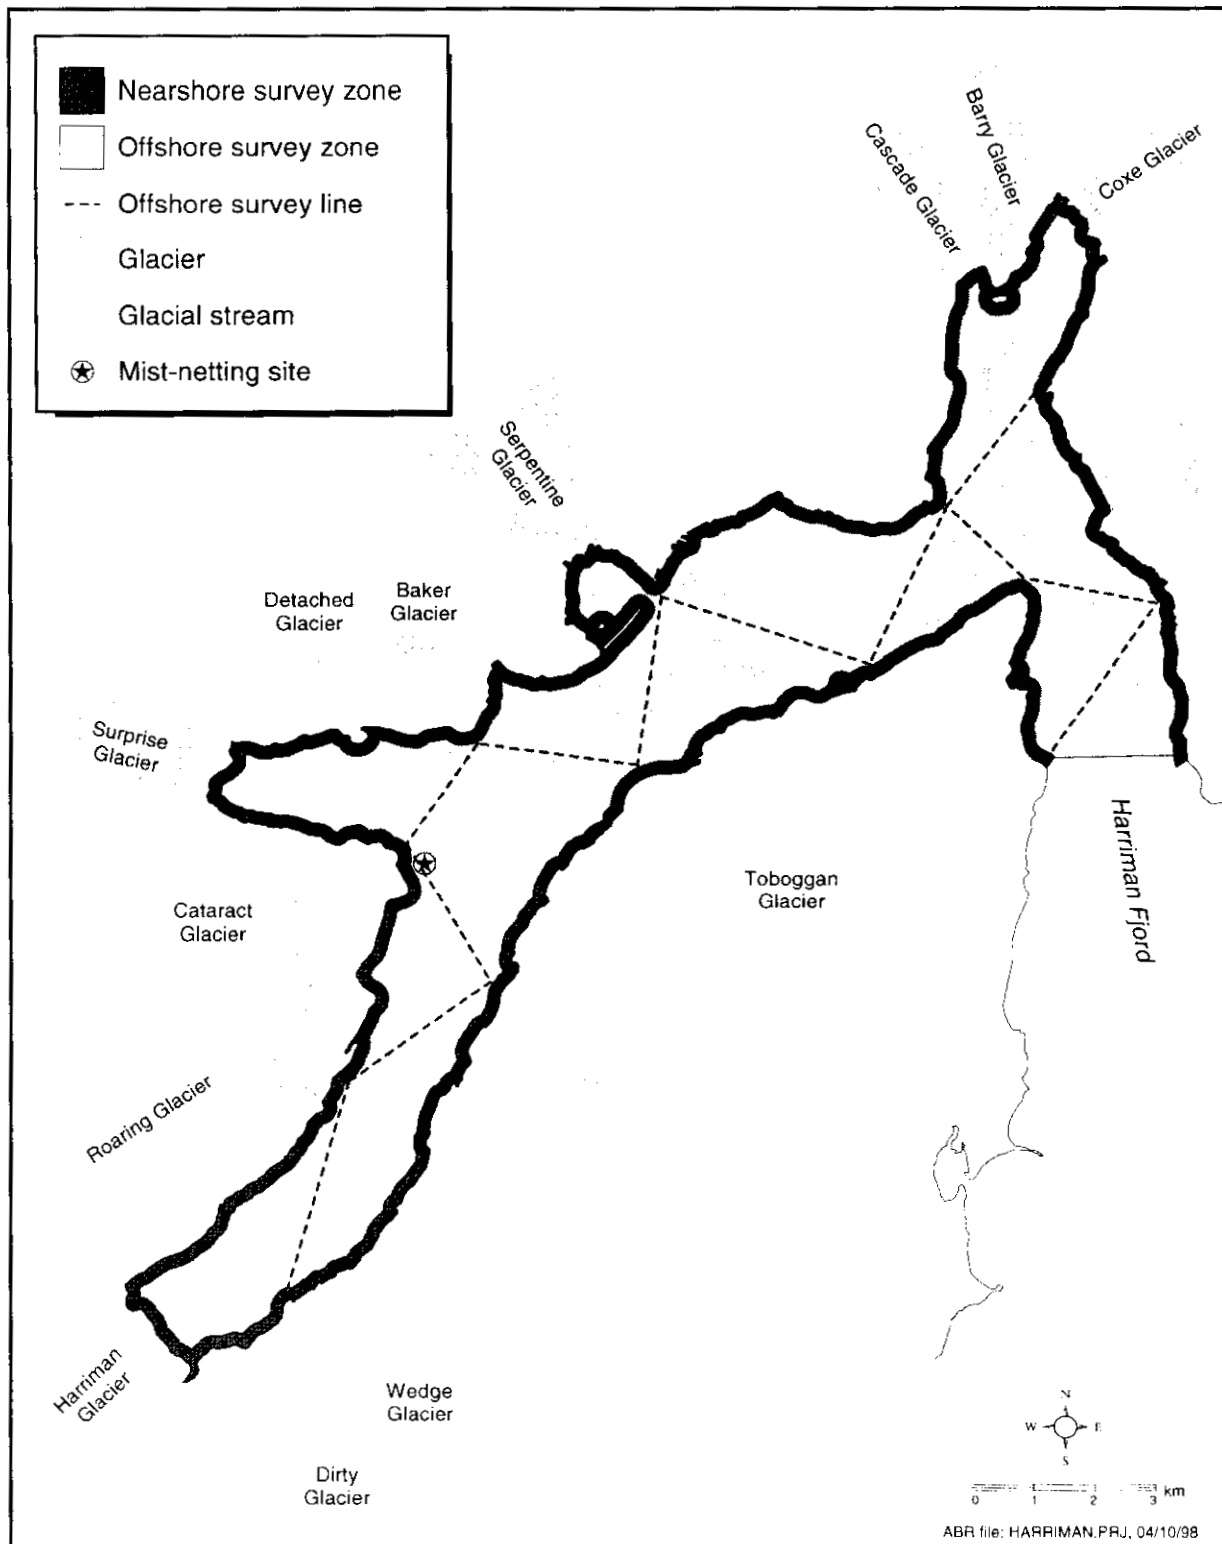 Nearshore survey zone
Offshore survey zone
Offshore survey line
Glacier
Glacial stream
Mist-netting site
Barry Glacier
Cascade Glacier
Coxe Glacier
Serpentine
Glacier
Detached
Glacier
Baker
Glacier
Surprise
Glacier
Cataract
Glacier
Toboggan
Glacier
Harriman Fjord
Roaring Glacier
Harriman
Glacier
Wedge
Glacier
Dirty
Glacier
N
W E
S
0 1 2 3 km
ABR file: HARRIMAN.PRJ, 04/10/98